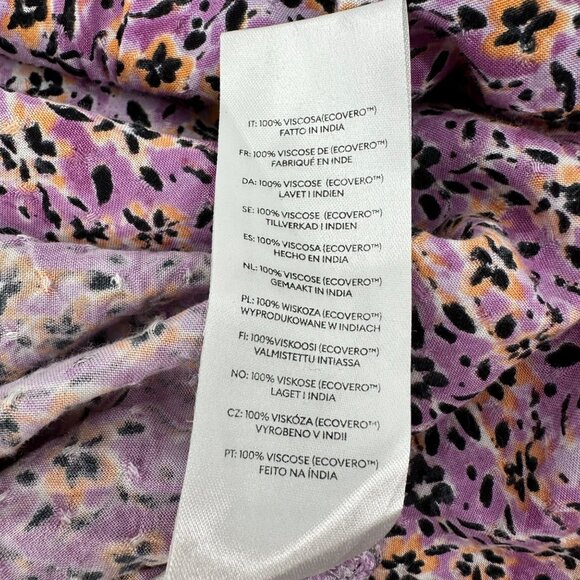 IT: 100% VISCOSA(ECOVERO™)
FATTO IN INDIA
FR: 100% VISCOSE DE (ECOVERO™)
FABRIQUÉ EN INDE
DA: 100% VISCOSE (ECOVERO™)
LAVET I INDIEN
SE: 100% VISCOSE (ECOVERO™)
TILLVERKAD I INDIEN
ES: 100% VISCOSA (ECOVERO™)
HECHO EN INDIA
NL: 100% VISCOSE (ECOVERO™)
GEMAAKT IN INDIA
PL: 100% WISKOZA (ECOVERO™)
WYPRODUKOWANE W INDIACH
FI: 100%VISKOOSI (ECOVERO™)
VALMISTETTU INTIASSA
NO: 100% VISKOSE (ECOVERO™)
LAGET I INDIA
CZ: 100% VISKÓZA (ECOVERO™)
VYROBENO V INDII
PT: 100% VISCOSE (ECOVERO™)
FEITO NA ÍNDIA